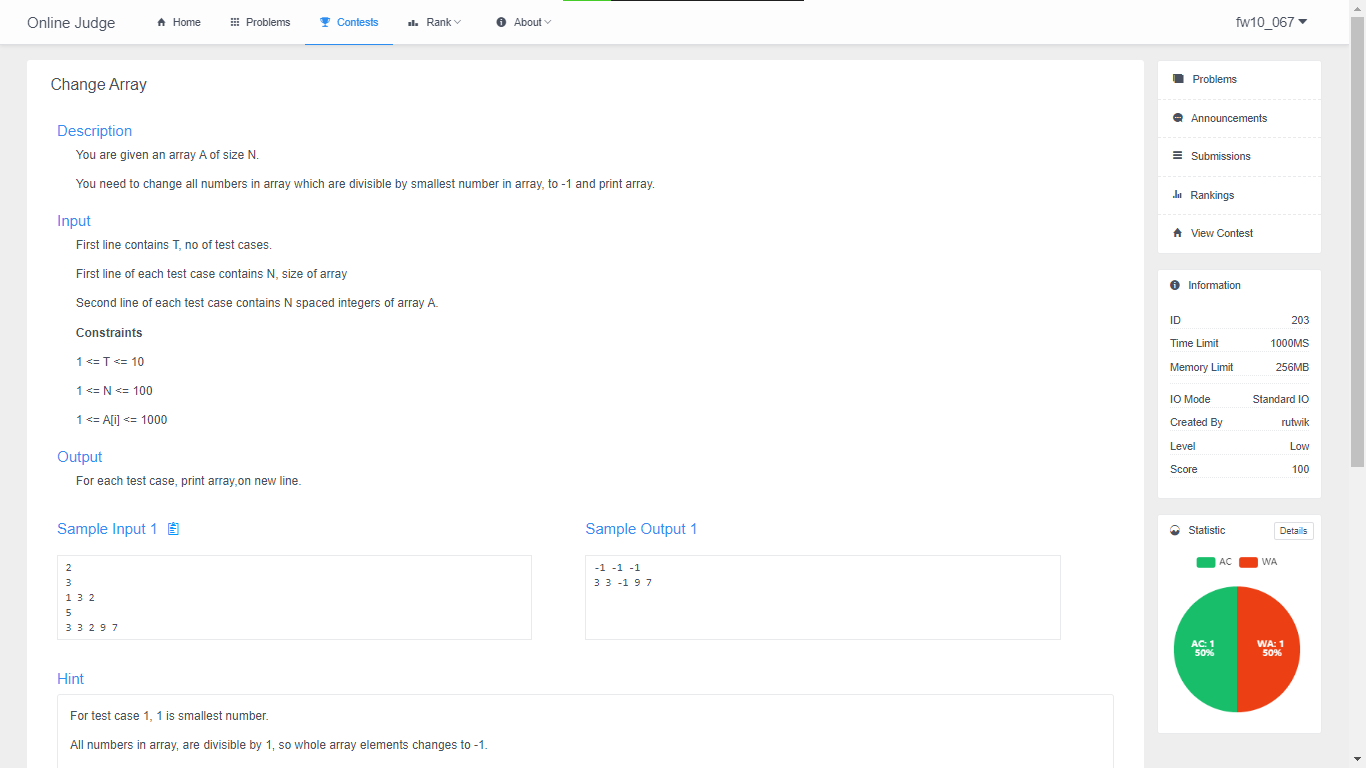 Online Judge Home Problems Contests Rank About fw10_067
Change Array
Description
You are given an array A of size N.
You need to change all numbers in array which are divisible by smallest number in array, to -1 and print array.
Input
First line contains T, no of test cases.
First line of each test case contains N, size of array
Second line of each test case contains N spaced integers of array A.
Constraints
1 <= T <= 10
1 <= N <= 100
1 <= A[i] <= 1000
Output
For each test case, print array,on new line.
Sample Input 1
2
3
1 3 2
5
3 3 2 9 7
Sample Output 1
-1 -1 -1
3 3 -1 9 7
Hint
For test case 1, 1 is smallest number.
All numbers in array, are divisible by 1, so whole array elements changes to -1.
Problems
Announcements
Submissions
Rankings
View Contest
Information
ID 203
Time Limit 1000MS
Memory Limit 256MB
IO Mode Standard IO
Created By rutwik
Level Low
Score 100
Statistic Details
AC WA
AC: 1
50%
WA: 1
50%